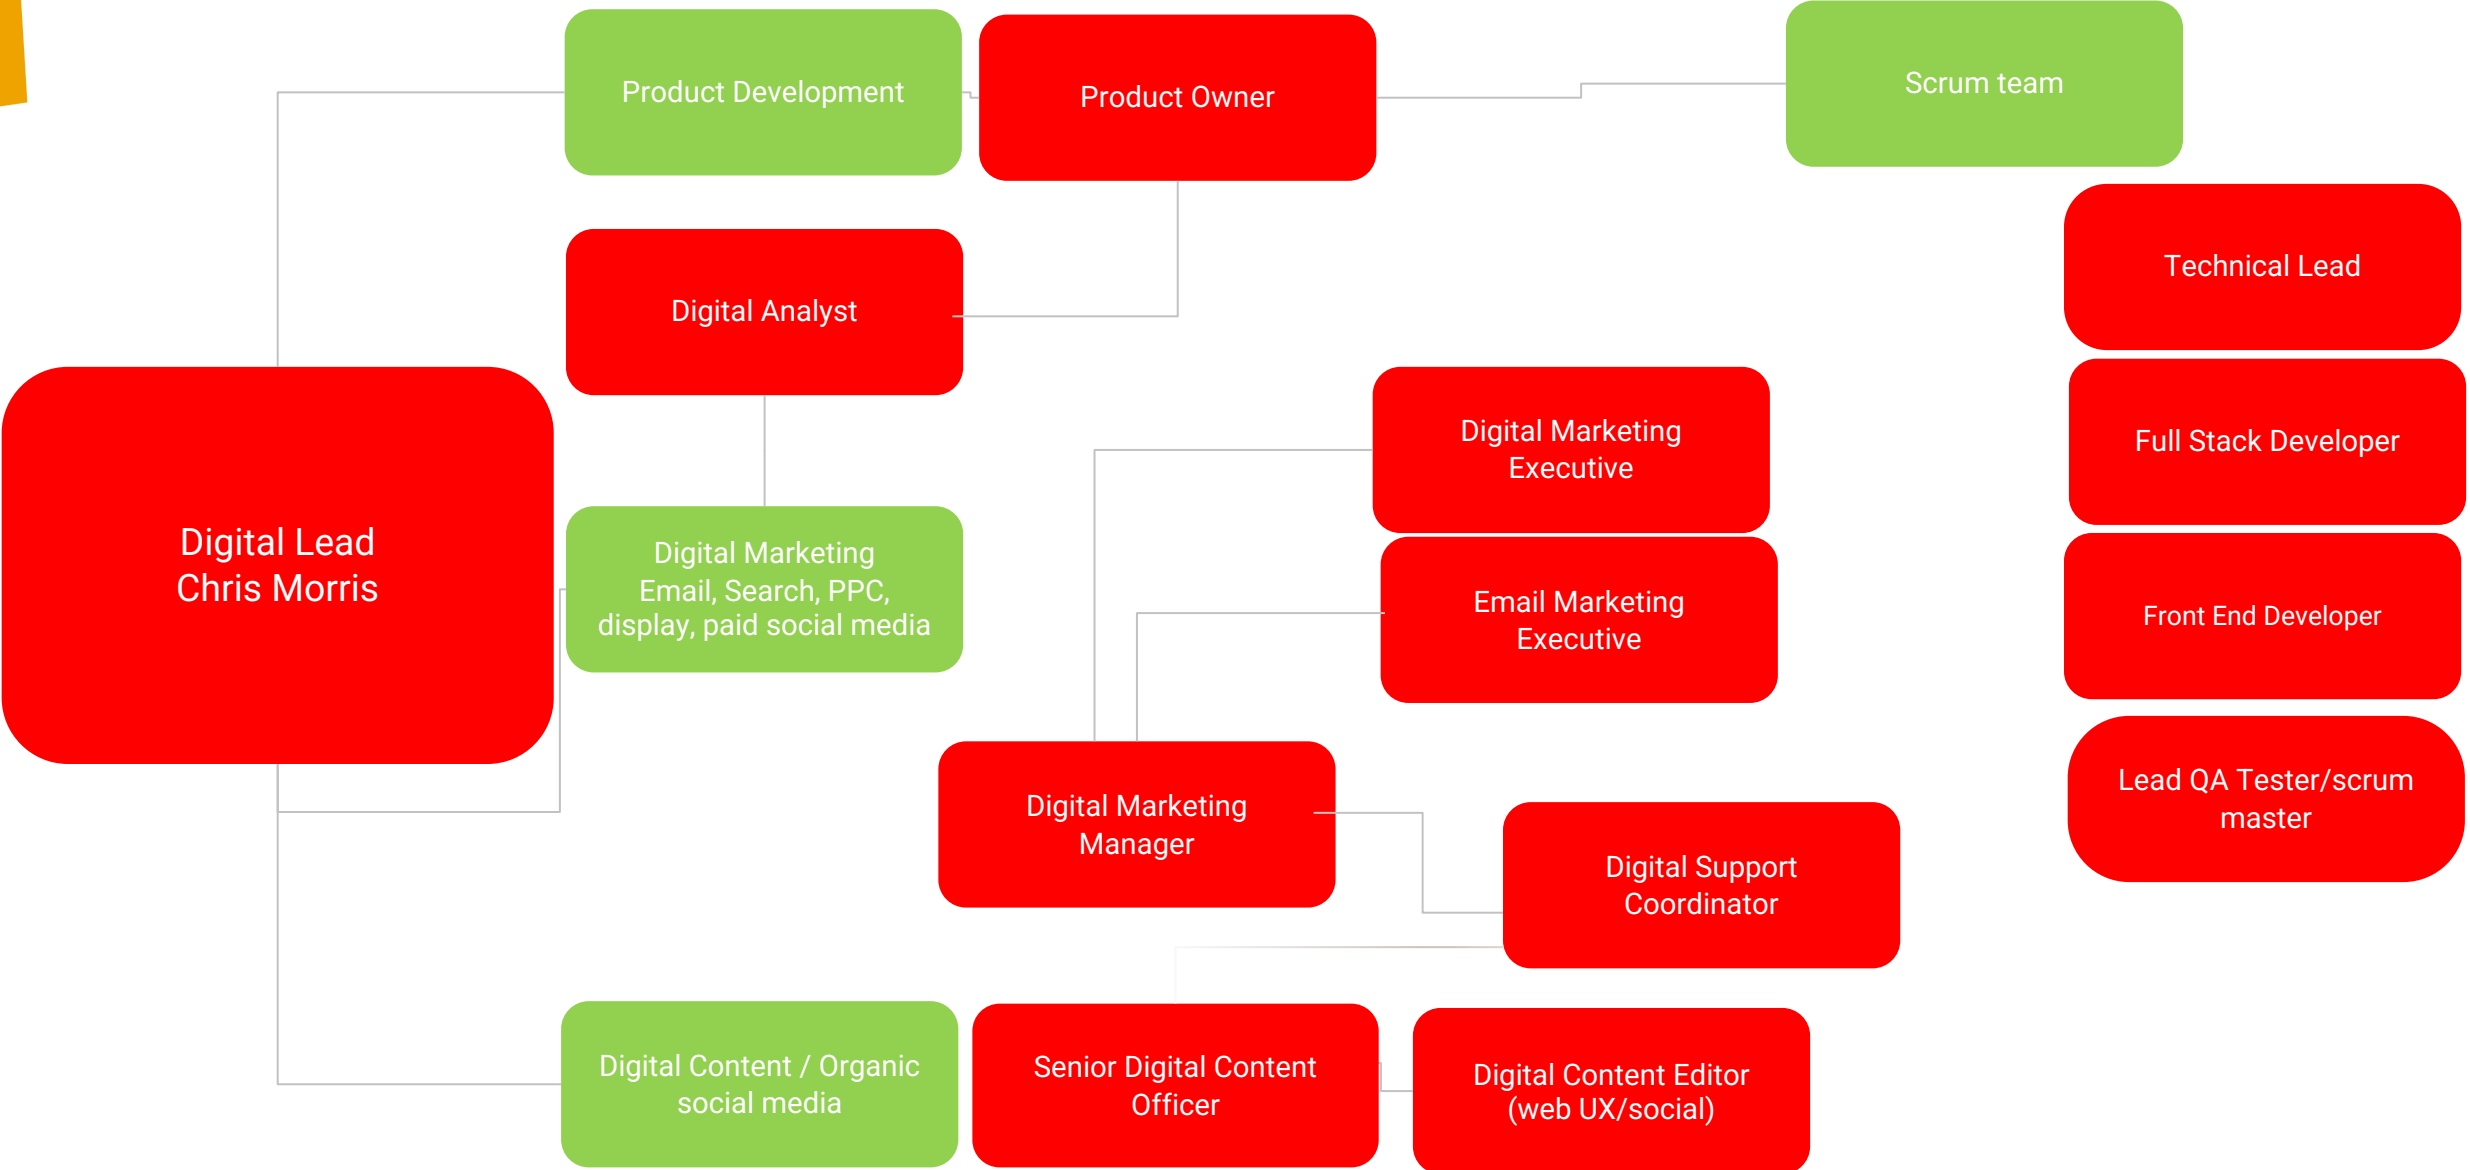 Product Development
Product Owner
Scrum team
Digital Analyst
Technical Lead
Digital Marketing
Executive
Full Stack Developer
Digital Lead
Chris Morris
Digital Marketing
Email, Search, PPC,
display, paid social media
Email Marketing
Executive
Front End Developer
Digital Marketing
Manager
Lead QA Tester/scrum
master
Digital Support
Coordinator
Digital Content / Organic
social media
Senior Digital Content
Officer
Digital Content Editor
(web UX/social)